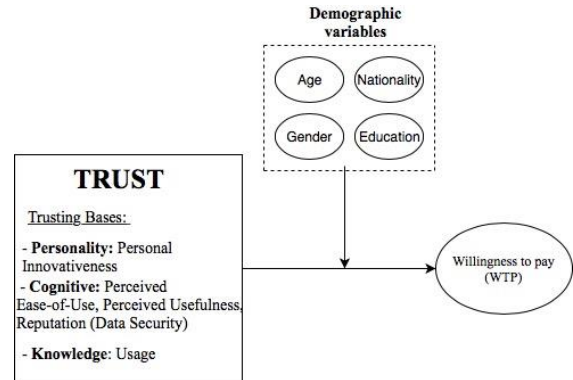 Demographic
variables
Age
Nationality
Gender
Education
TRUST
Trusting Bases:
- Personality: Personal
Innovativeness
- Cognitive: Perceived
Ease-of-Use, Perceived Usefulness,
Reputation (Data Security)
- Knowledge: Usage
Willingness to pay
(WTP)